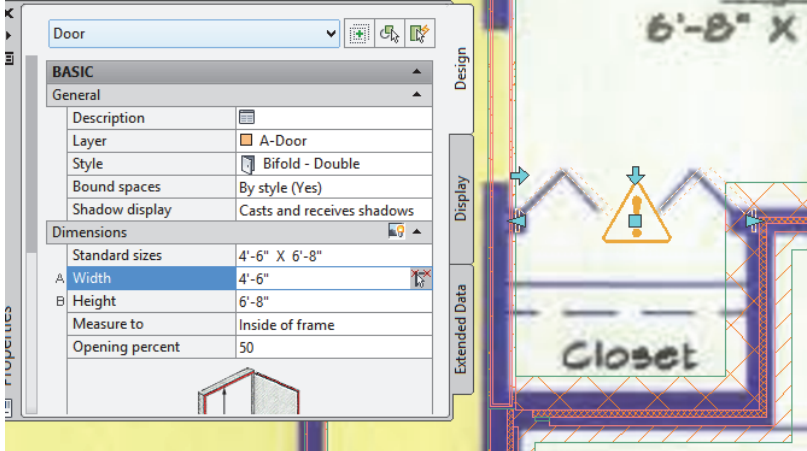 Door
BASIC
General
Description
Layer A-Door
Style Bifold - Double
Bound spaces By style (Yes)
Shadow display Casts and receives shadows
Dimensions
Standard sizes 4'-6" X 6'-8"
A Width 4'-6"
B Height 6'-8"
Measure to Inside of frame
Opening percent 50
Properties
Design
Display
Extended Data
6'-8" X
Closet